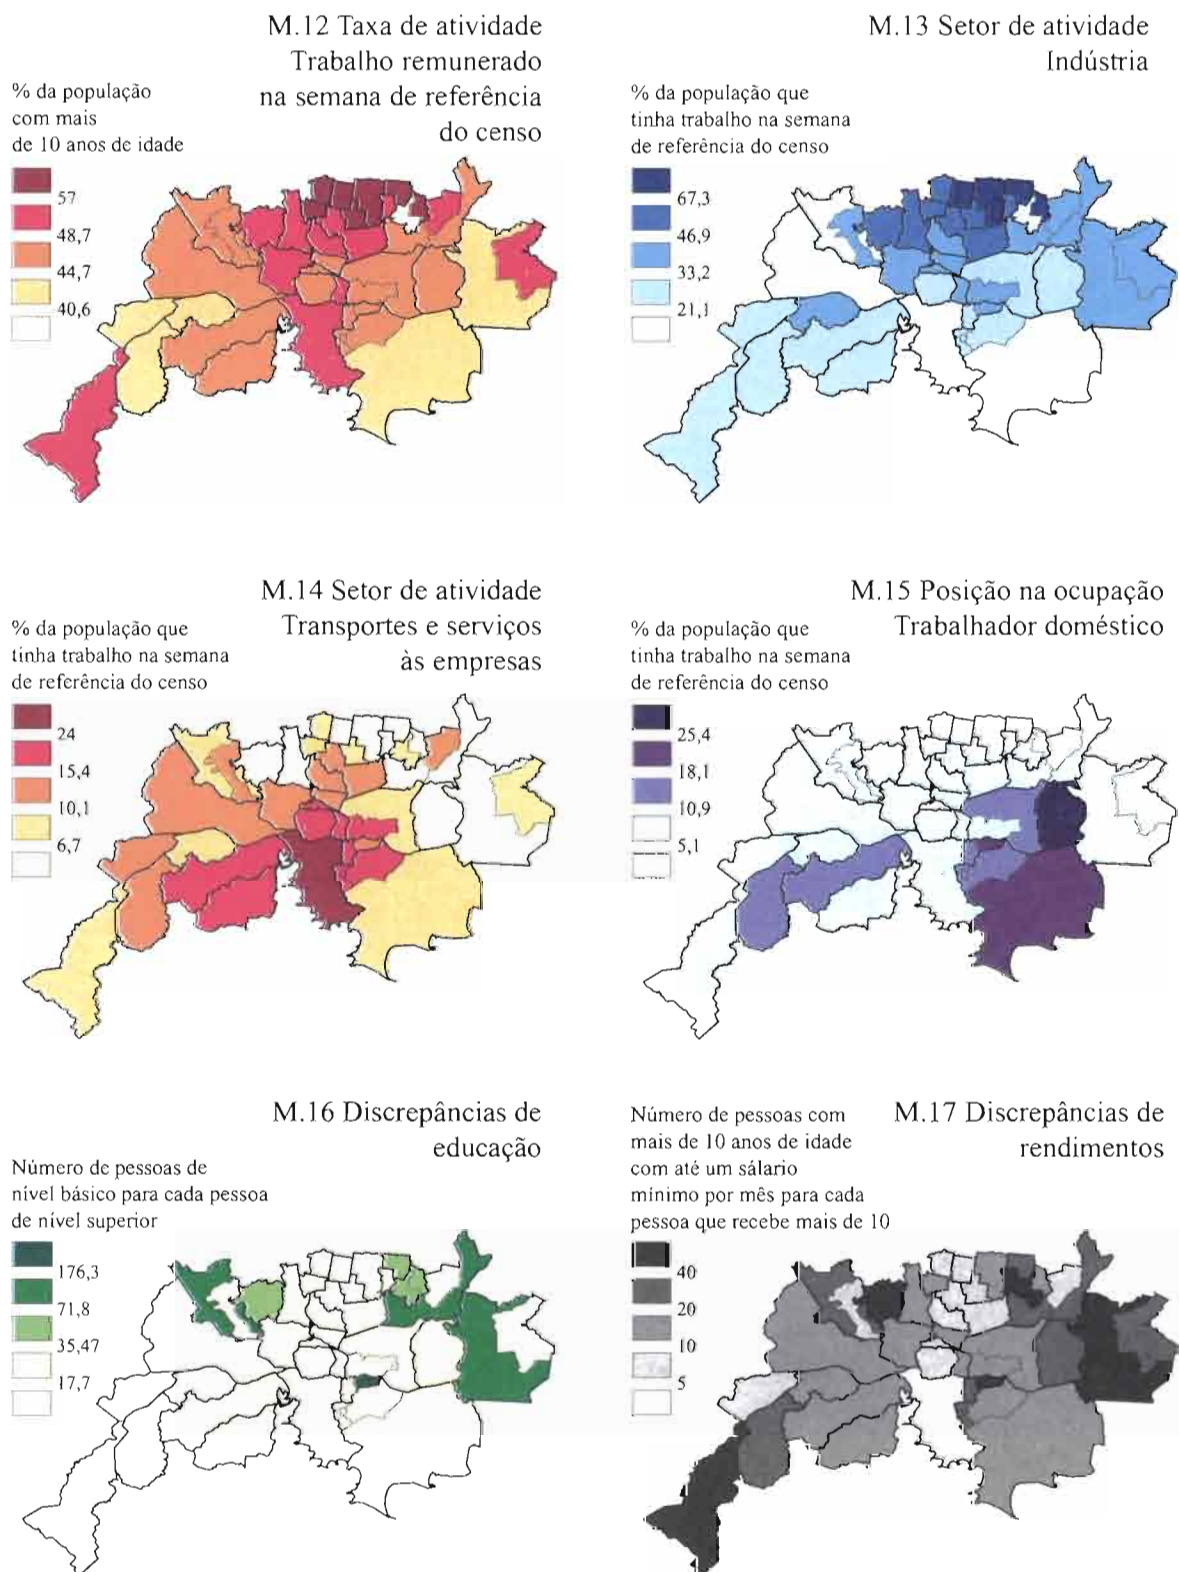 M.12 Taxa de atividade
Trabalho remunerado
na semana de referência
do censo
% da população
com mais
de 10 anos de idade
57
48,7
44,7
40,6
M.13 Setor de atividade
Indústria
% da população que
tinha trabalho na semana
de referência do censo
67,3
46,9
33,2
21,1
M.14 Setor de atividade
Transportes e serviços
às empresas
% da população que
tinha trabalho na semana
de referência do censo
24
15,4
10,1
6,7
M.15 Posição na ocupação
Trabalhador doméstico
% da população que
tinha trabalho na semana
de referência do censo
25,4
18,1
10,9
5,1
M.16 Discrepâncias de
educação
Número de pessoas de
nível básico para cada pessoa
de nível superior
176,3
71,8
35,47
17,7
M.17 Discrepâncias de
rendimentos
Número de pessoas com
mais de 10 anos de idade
com até um sálario
mínimo por mês para cada
pessoa que recebe mais de 10
40
20
10
5